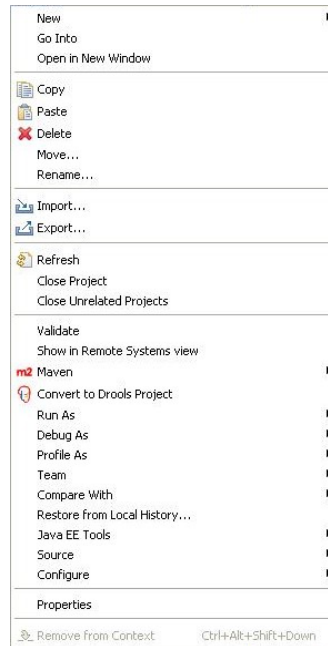 New
Go Into
Open in New Window
Copy
Paste
Delete
Move...
Rename...
Import...
Export...
Refresh
Close Project
Close Unrelated Projects
Validate
Show in Remote Systems view
m2 Maven
Convert to Drools Project
Run As
Debug As
Profile As
Team
Compare With
Restore from Local History...
Java EE Tools
Source
Configure
Properties
Remove from Context Ctrl+Alt+Shift+Down